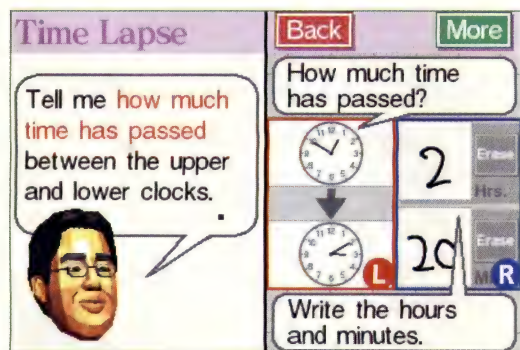 Time Lapse
Tell me how much
time has passed
between the upper
and lower clocks.
Back
More
How much time
has passed?
2
Erase
Hrs.
20
Erase
L
R
Write the hours
and minutes.